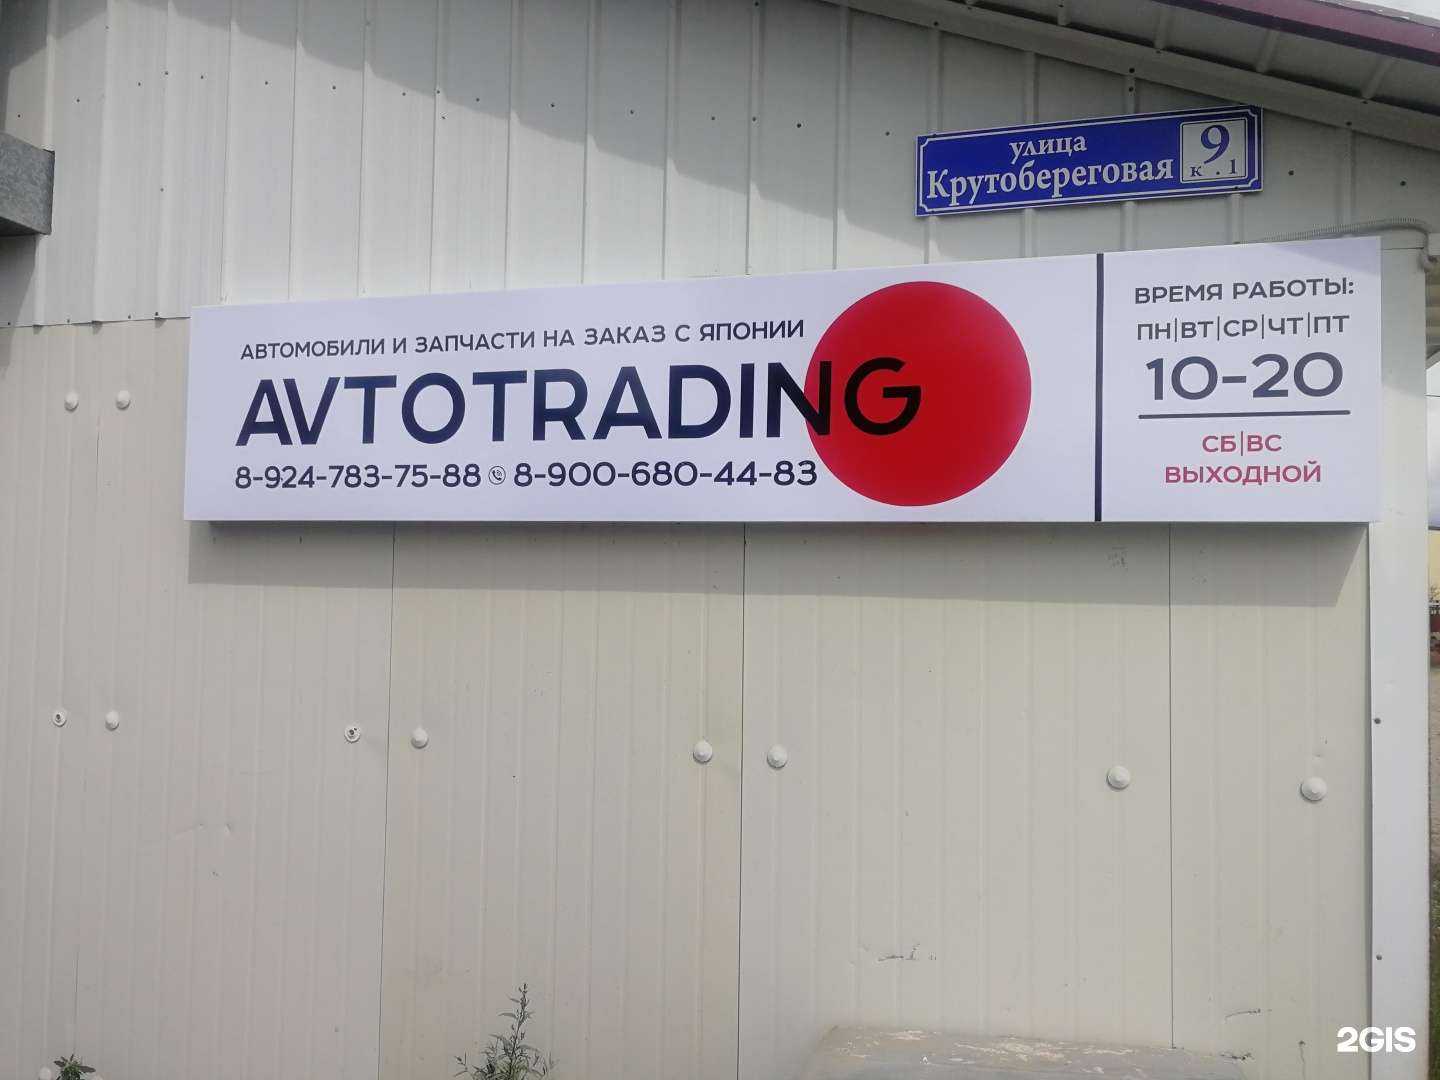 улица
Крутобереговая
9
к. 1
АВТОМОБИЛИ И ЗАПЧАСТИ НА ЗАКАЗ С ЯПОНИИ
AVTOTRADING
8-924-783-75-88 8-900-680-44-83
ВРЕМЯ РАБОТЫ:
ПН|ВТ|СР|ЧТ|ПТ
10-20
СБ|ВС
ВЫХОДНОЙ
2GIS